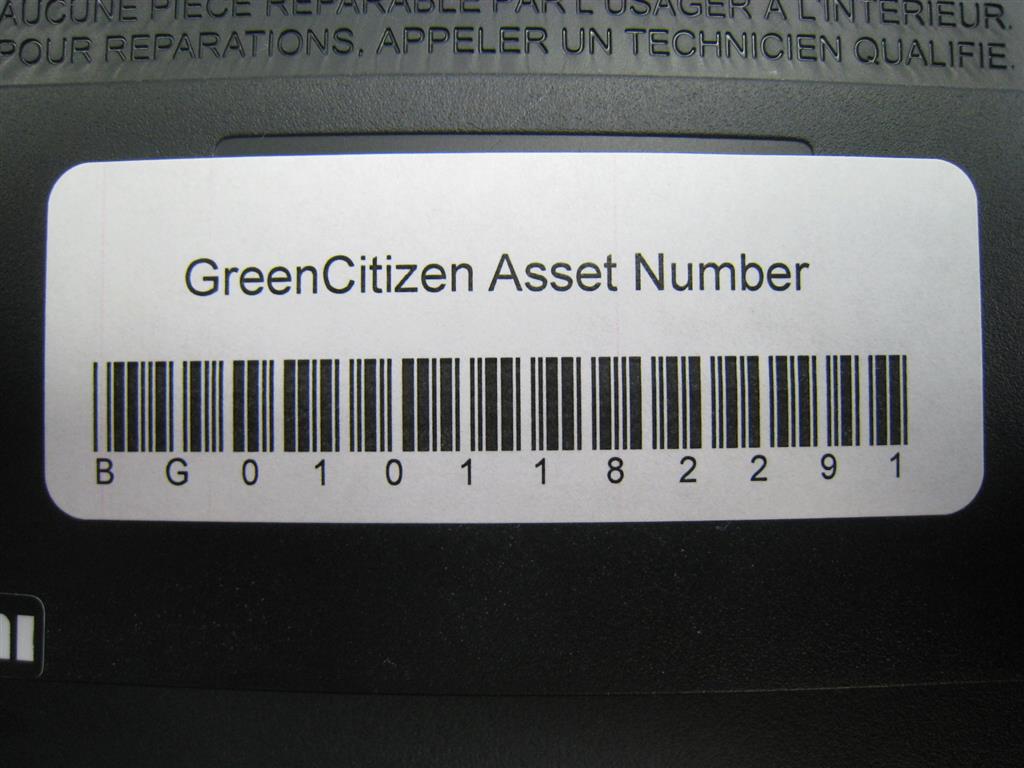 AUCUNE PIECE REPARABLE PAR L'USAGER A L'INTERIEUR.
POUR REPARATIONS, APPELER UN TECHNICIEN QUALIFIE.
GreenCitizen Asset Number
BG0101182291